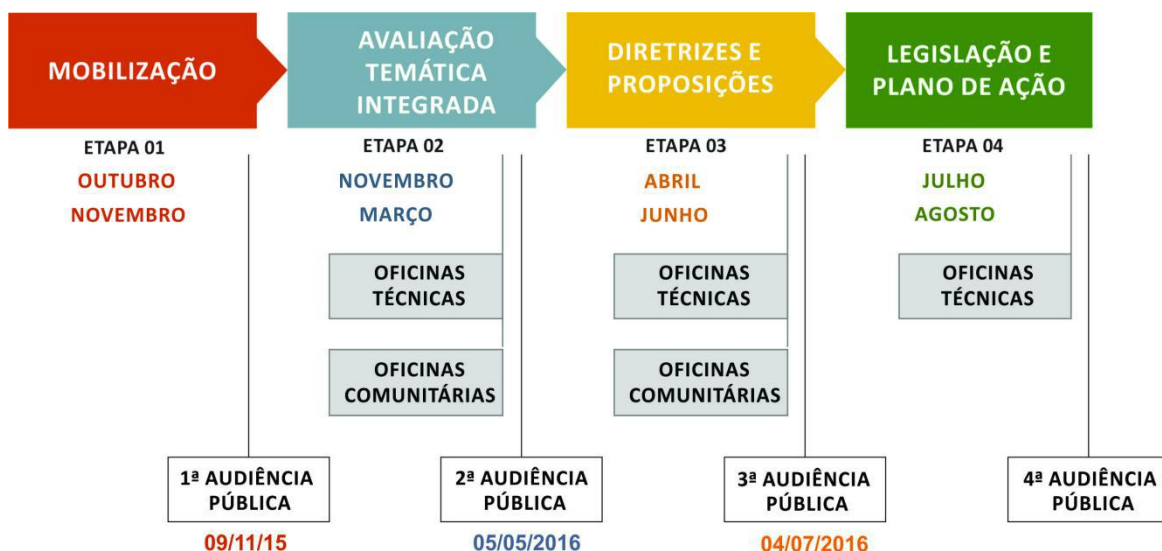 MOBILIZAÇÃO
AVALIAÇÃO
TEMÁTICA
INTEGRADA
DIRETRIZES E
PROPOSIÇÕES
LEGISLAÇÃO E
PLANO DE AÇÃO
ETAPA 01
OUTUBRO
NOVEMBRO
ETAPA 02
NOVEMBRO
MARÇO
ETAPA 03
ABRIL
JUNHO
ETAPA 04
JULHO
AGOSTO
OFICINAS
TÉCNICAS
OFICINAS
TÉCNICAS
OFICINAS
TÉCNICAS
OFICINAS
COMUNITÁRIAS
OFICINAS
COMUNITÁRIAS
1ª AUDIÊNCIA
PÚBLICA
09/11/15
2ª AUDIÊNCIA
PÚBLICA
05/05/2016
3ª AUDIÊNCIA
PÚBLICA
04/07/2016
4ª AUDIÊNCIA
PÚBLICA